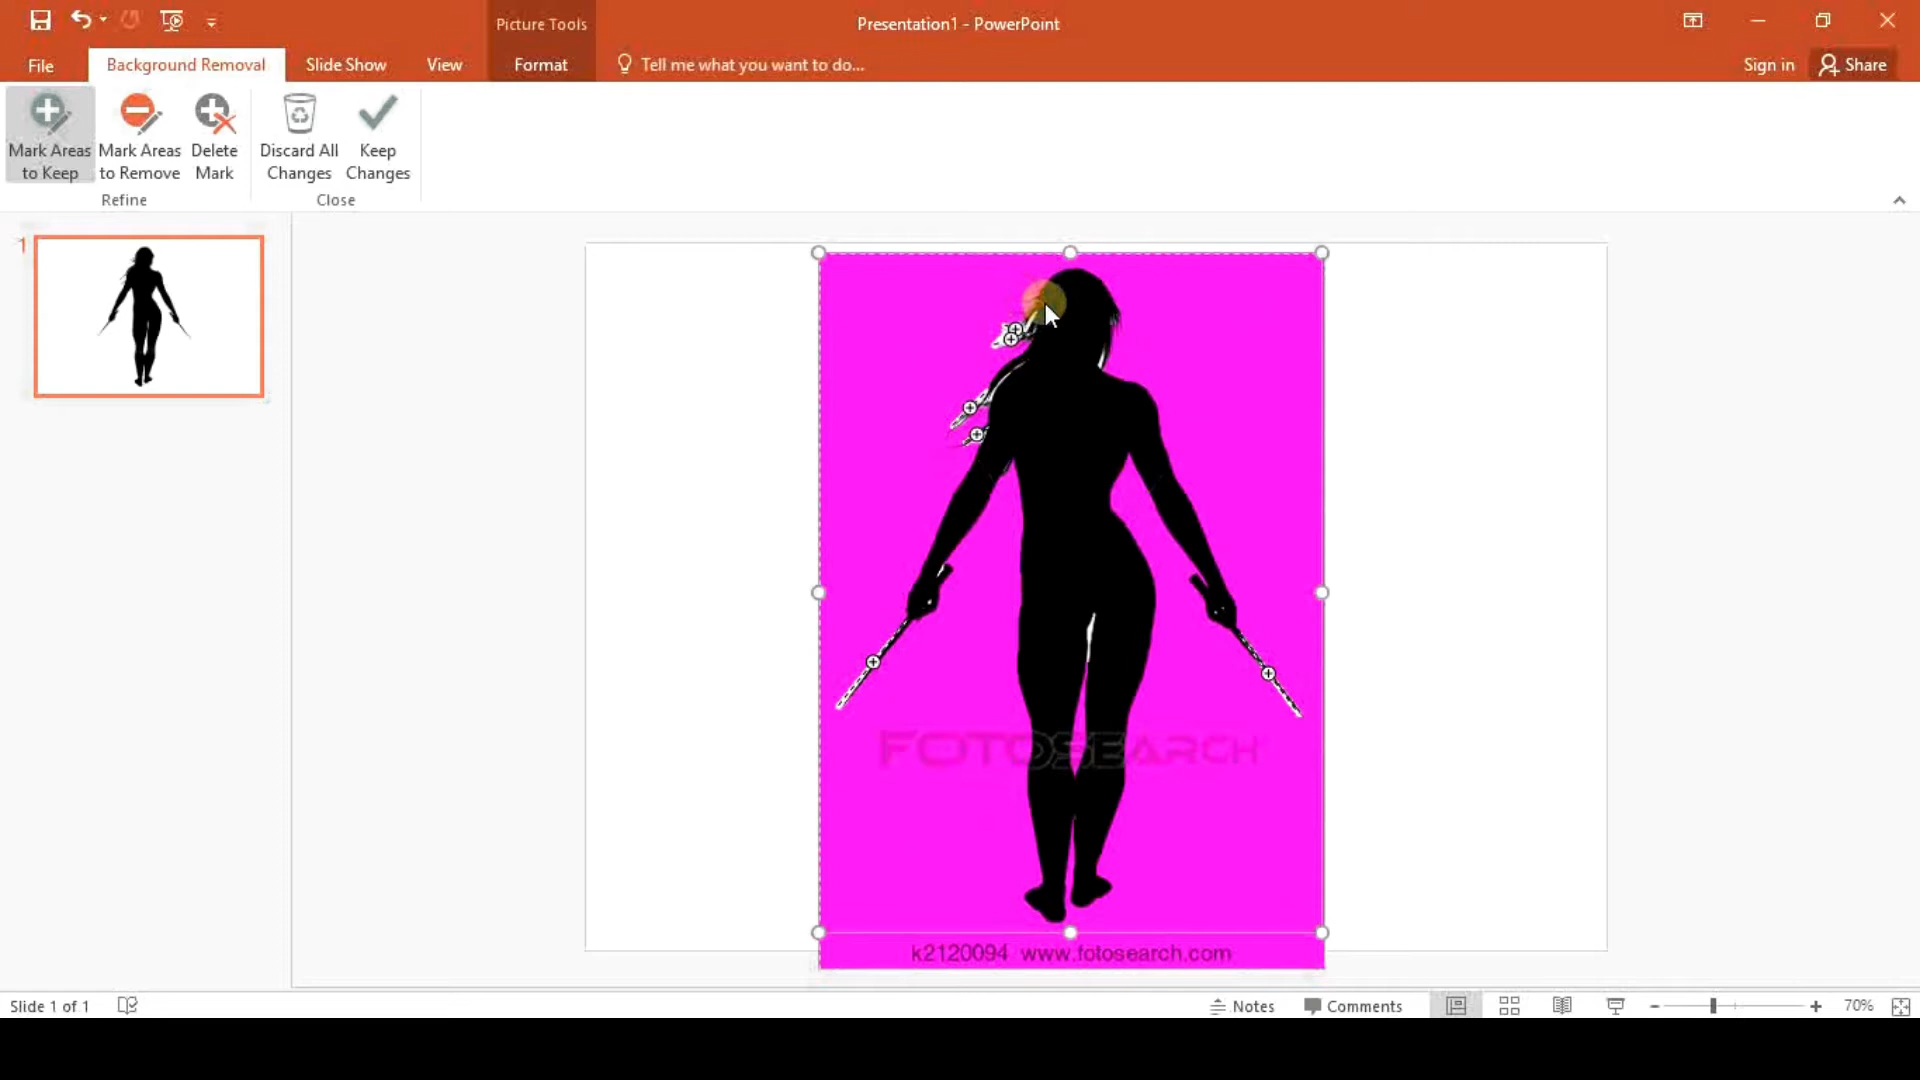 Picture Tools
Presentation1 - PowerPoint
File
Background Removal
Slide Show
View
Format
Tell me what you want to do...
Sign in
Share
Mark Areas to Keep
Mark Areas to Remove
Delete Mark
Discard All Changes
Keep Changes
Refine
Close
1
FOTOSEARCH
k2120094 www.fotosearch.com
Slide 1 of 1
Notes
Comments
70%